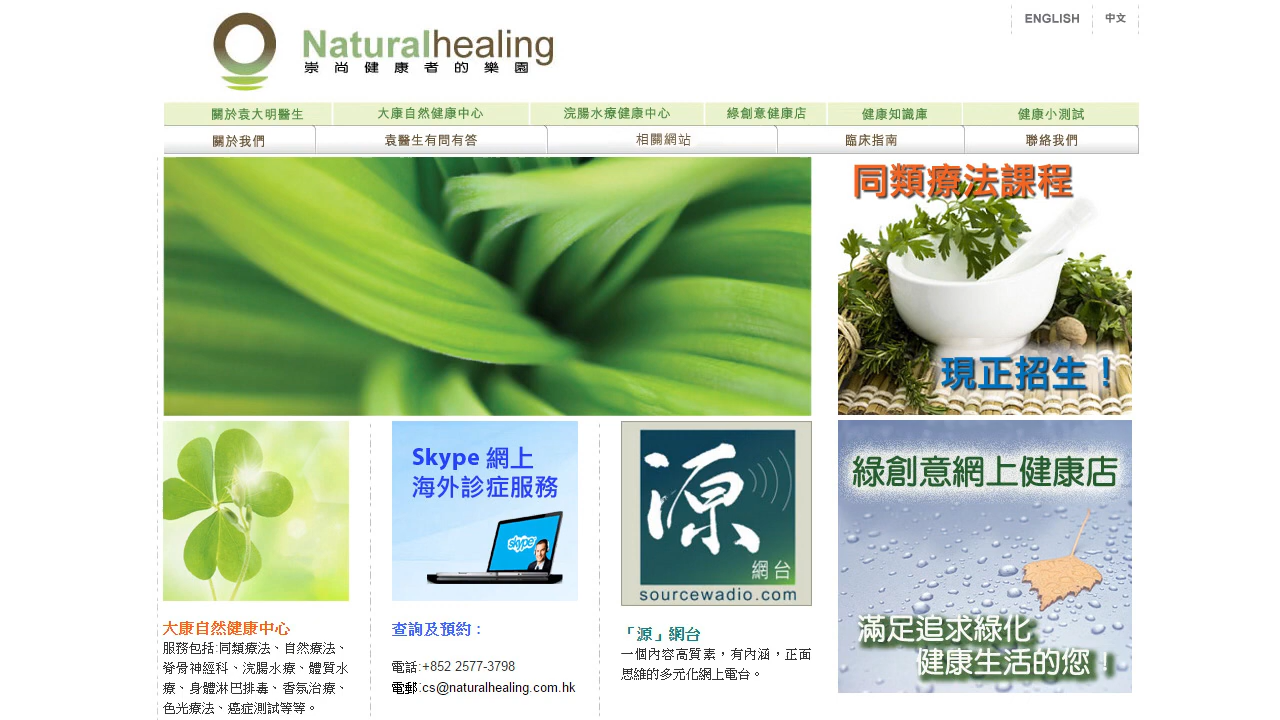 ENGLISH
中文
Naturalhealing
崇尚健康者的樂園
關於袁大明醫生
大康自然健康中心
浣腸水療健康中心
綠創意健康店
健康知識庫
健康小測試
關於我們
袁醫生有問有答
相關網站
臨床指南
聯絡我們
同類療法課程
現正招生！
Skype 網上
海外診症服務
skype
源
網台
sourcewadio.com
綠創意網上健康店
滿足追求綠化
健康生活的您！
大康自然健康中心
服務包括:同類療法、自然療法、
脊骨神經科、浣腸水療、體質水
療、身體淋巴排毒、香氛治療、
色光療法、癌症測試等等。
查詢及預約：
電話:+852 2577-3798
電郵:cs@naturalhealing.com.hk
「源」網台
一個內容高質素，有內涵，正面
思維的多元化網上電台。